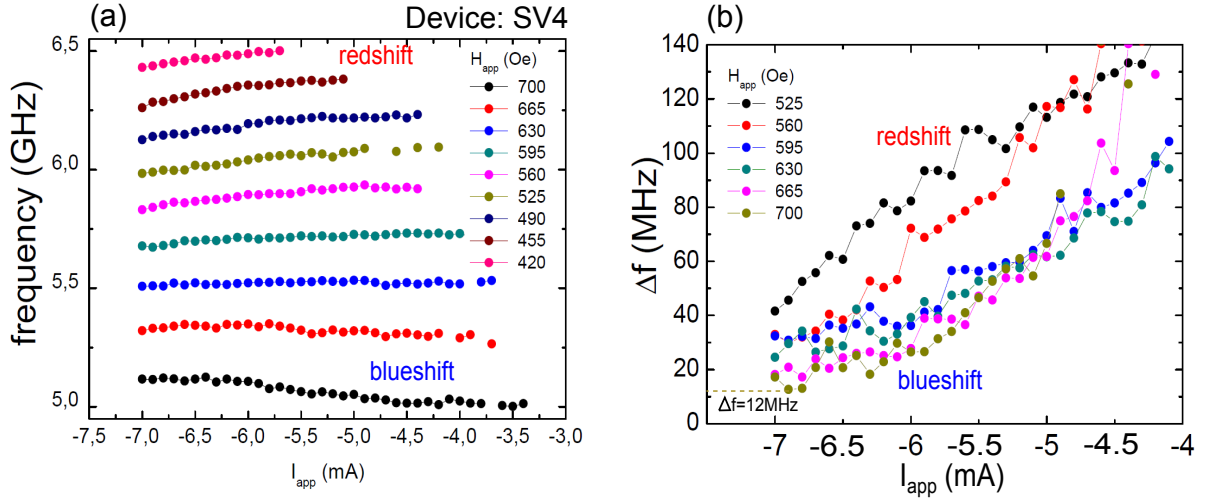 (a)
Device: SV4
frequency (GHz)
6,5
6,0
5,5
5,0
-7,5 -7,0 -6,5 -6,0 -5,5 -5,0 -4,5 -4,0 -3,5 -3,0
I_app (mA)
redshift
blueshift
H_app (Oe)
700
665
630
595
560
525
490
455
420
(b)
Δf (MHz)
140
120
100
80
60
40
20
0
-7 -6.5 -6 -5.5 -5 -4.5 -4
I_app (mA)
H_app (Oe)
525
560
595
630
665
700
redshift
blueshift
Δf=12MHz